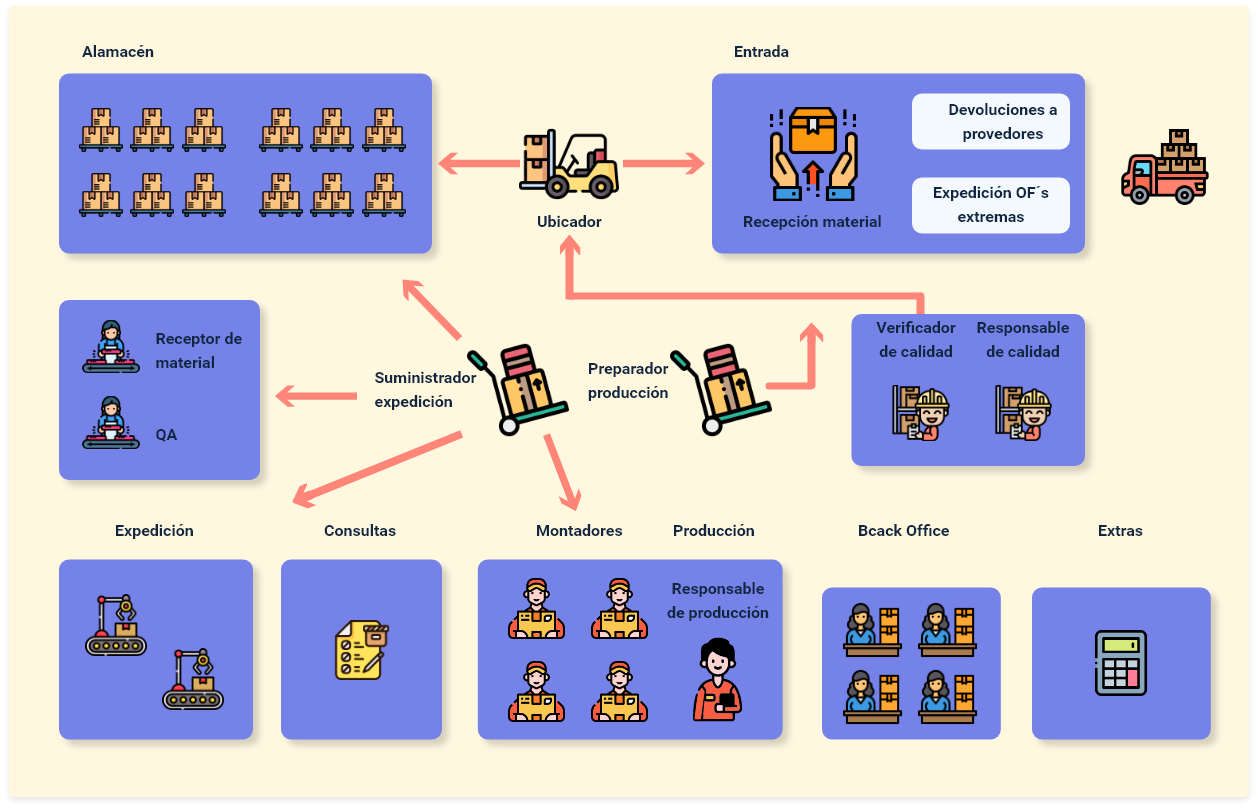 Alamacén
Entrada
Devoluciones a
provedores
Expedición OF´s
extremas
Ubicador
Recepción material
Receptor de
material
QA
Suministrador
expedición
Preparador
producción
Verificador
de calidad
Responsable
de calidad
Expedición
Consultas
Montadores
Producción
Bcack Office
Extras
Responsable
de producción